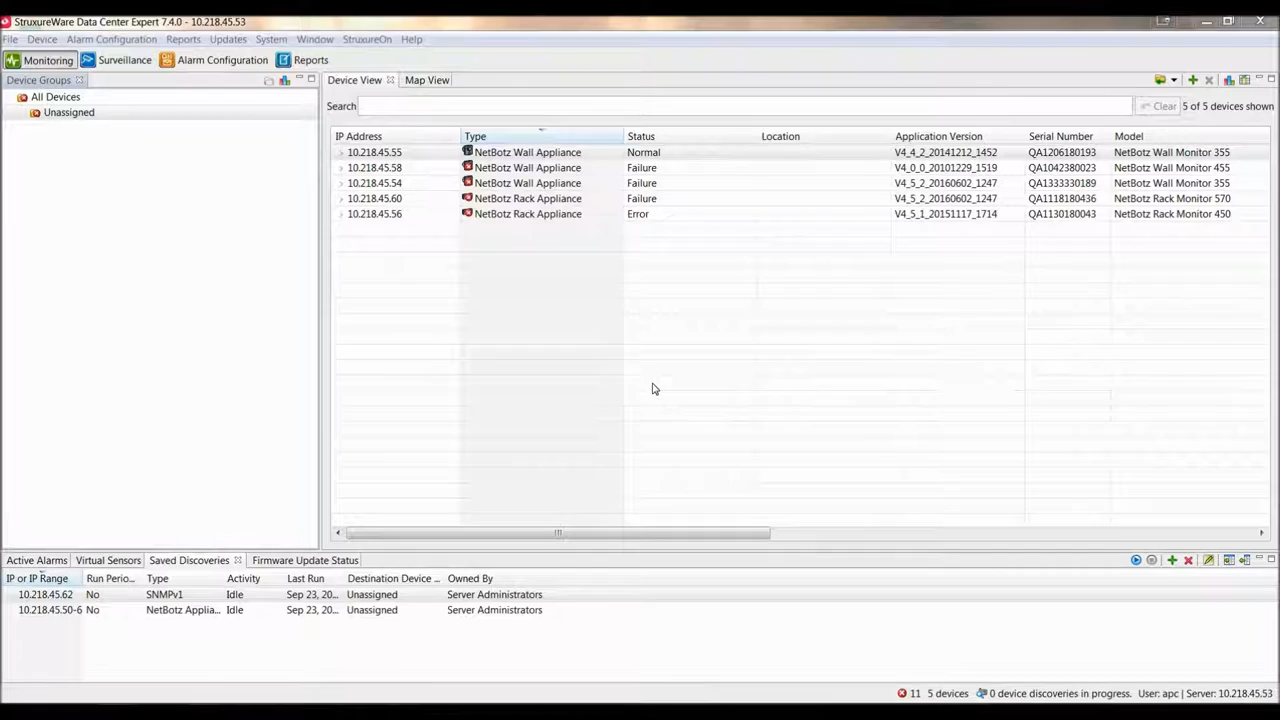 StruxureWare Data Center Expert 7.4.0 - 10.218.45.53
File Device Alarm Configuration Reports Updates System Window StruxureOn Help
Monitoring Surveillance Alarm Configuration Reports
Device Groups
All Devices
Unassigned
Device View Map View
Search Clear 5 of 5 devices shown
IP Address Type Status Location Application Version Serial Number Model
10.218.45.55 NetBotz Wall Appliance Normal V4_4_2_20141212_1452 QA1206180193 NetBotz Wall Monitor 355
10.218.45.58 NetBotz Wall Appliance Failure V4_0_0_20101229_1519 QA1042380023 NetBotz Wall Monitor 455
10.218.45.54 NetBotz Wall Appliance Failure V4_5_2_20160602_1247 QA1333330189 NetBotz Wall Monitor 355
10.218.45.60 NetBotz Rack Appliance Failure V4_5_2_20160602_1247 QA1118180436 NetBotz Rack Monitor 570
10.218.45.56 NetBotz Rack Appliance Error V4_5_1_20151117_1714 QA1130180043 NetBotz Rack Monitor 450
Active Alarms Virtual Sensors Saved Discoveries Firmware Update Status
IP or IP Range Run Perio... Type Activity Last Run Destination Device ... Owned By
10.218.45.62 No SNMPv1 Idle Sep 23, 20... Unassigned Server Administrators
10.218.45.50-6 No NetBotz Applia... Idle Sep 23, 20... Unassigned Server Administrators
11 5 devices 0 device discoveries in progress. User: apc | Server: 10.218.45.53